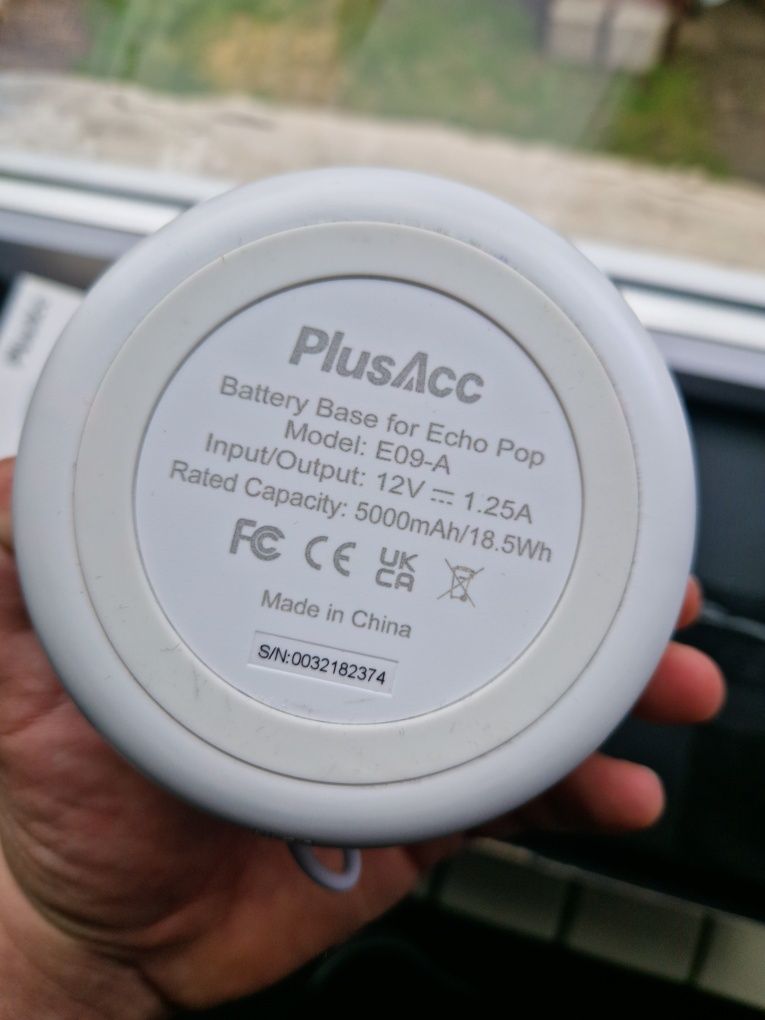 PlusAcc
Battery Base for Echo Pop
Model: E09-A
Input/Output: 12V ⎓ 1.25A
Rated Capacity: 5000mAh/18.5Wh
FC CE UK CA
Made in China
S/N:0032182374